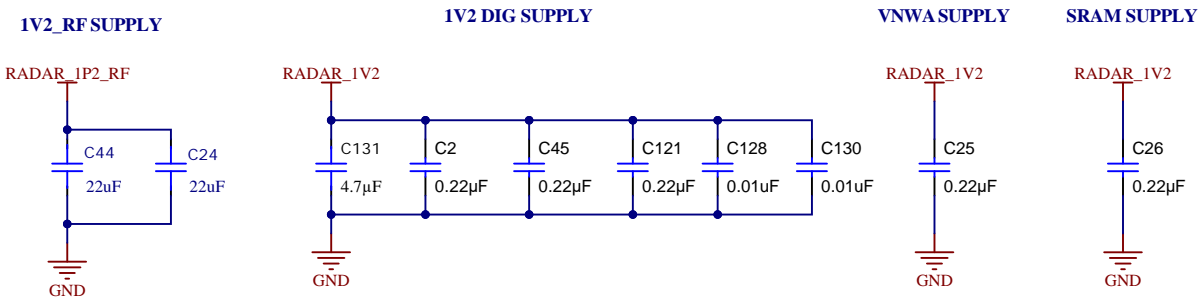 1V2_RF SUPPLY
1V2 DIG SUPPLY
VNWA SUPPLY
SRAM SUPPLY
RADAR_1P2_RF
RADAR_1V2
RADAR_1V2
RADAR_1V2
C44
C24
C131
C2
C45
C121
C128
C130
C25
C26
22uF
22uF
4.7µF
0.22µF
0.22µF
0.22µF
0.01uF
0.01uF
0.22µF
0.22µF
GND
GND
GND
GND